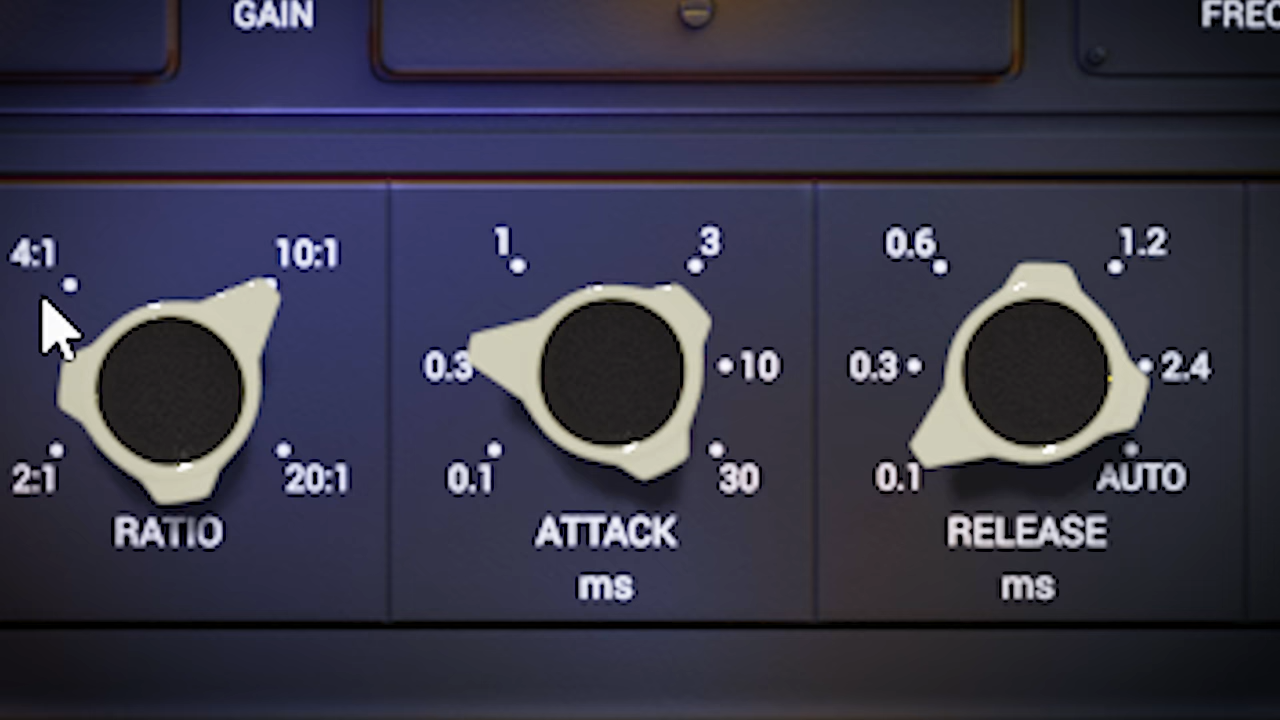 GAIN
FREC
4:1
10:1
2:1
20:1
RATIO
1
3
0.3
10
0.1
30
ATTACK
ms
0.6
1.2
0.3
2.4
0.1
AUTO
RELEASE
ms